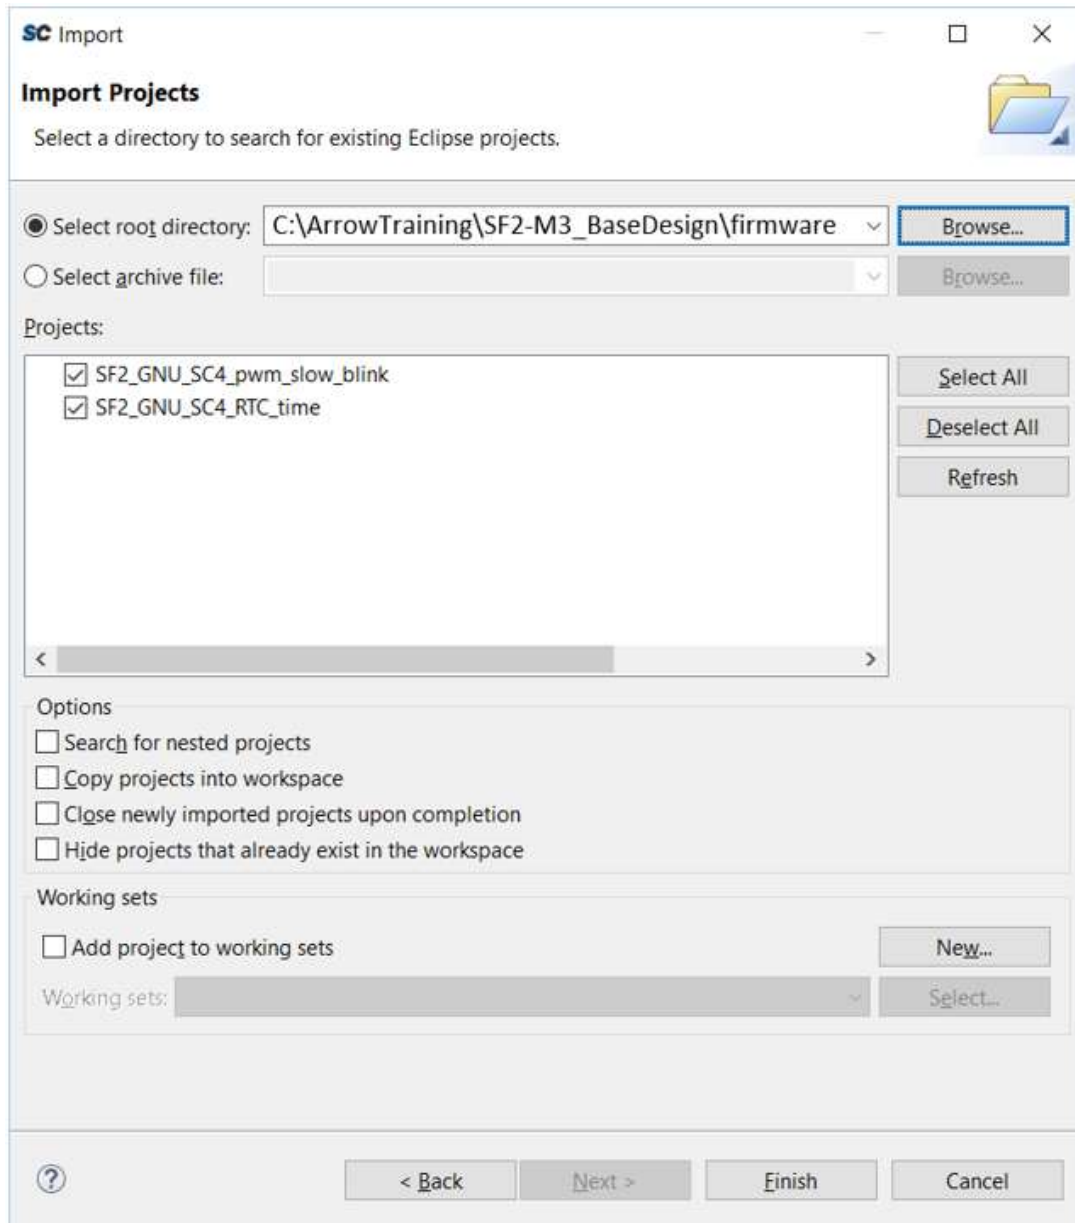 SC Import
Import Projects
Select a directory to search for existing Eclipse projects.
Select root directory: C:\ArrowTraining\SF2-M3_BaseDesign\firmware Browse...
Select archive file: Browse...
Projects:
SF2_GNU_SC4_pwm_slow_blink Select All
SF2_GNU_SC4_RTC_time Deselect All
Refresh
Options
Search for nested projects
Copy projects into workspace
Close newly imported projects upon completion
Hide projects that already exist in the workspace
Working sets
Add project to working sets New...
Working sets: Select...
? < Back Next > Finish Cancel